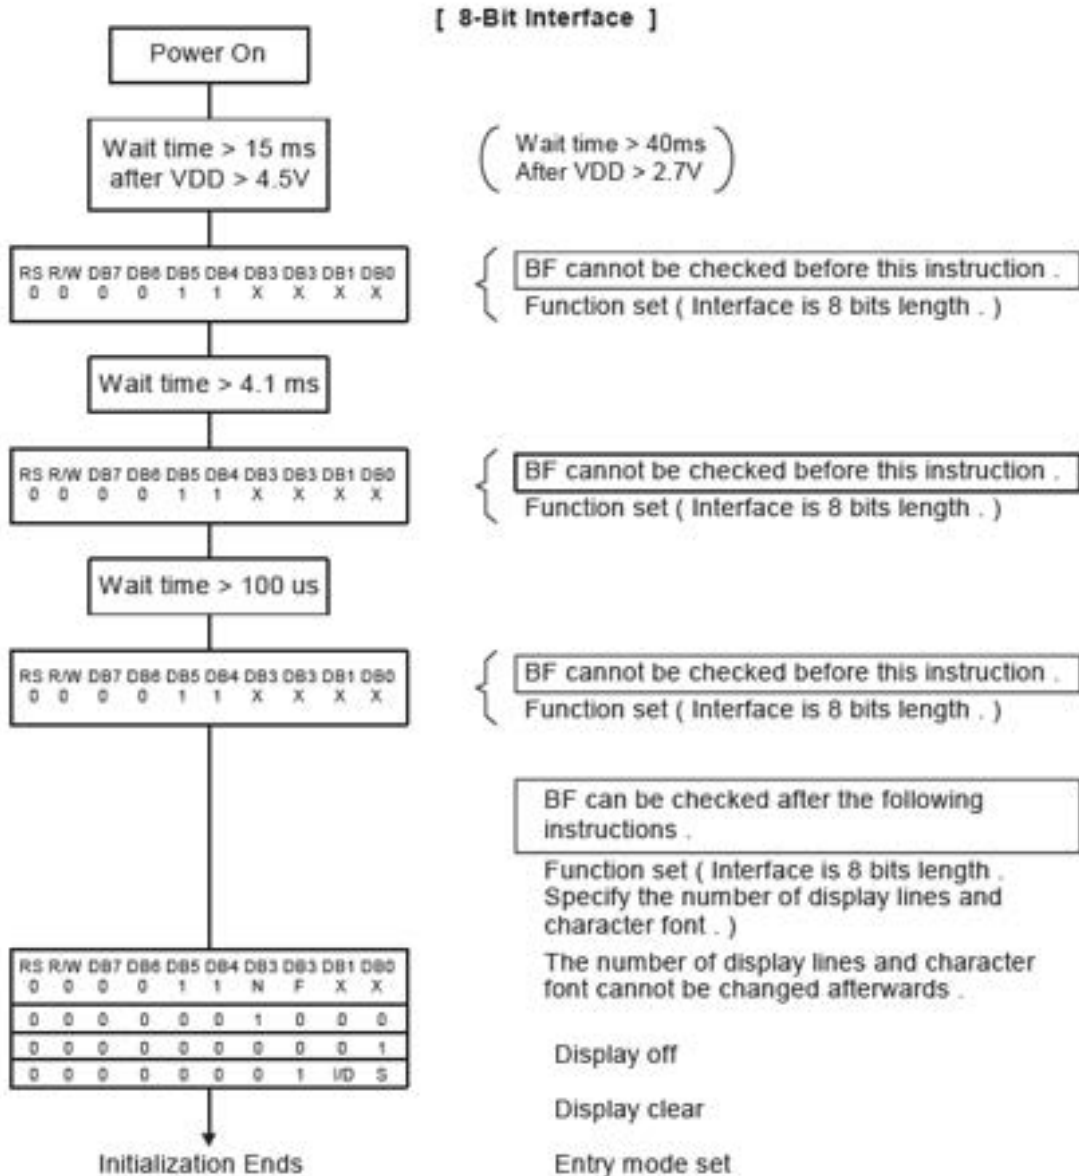 [ 8-Bit Interface ]
Power On
Wait time > 15 ms
after VDD > 4.5V
Wait time > 40ms
After VDD > 2.7V
RS R/W DB7 DB6 DB5 DB4 DB3 DB3 DB1 DB0
0 0 0 0 1 1 X X X X
BF cannot be checked before this instruction .
Function set ( Interface is 8 bits length . )
Wait time > 4.1 ms
RS R/W DB7 DB6 DB5 DB4 DB3 DB3 DB1 DB0
0 0 0 0 1 1 X X X X
BF cannot be checked before this instruction .
Function set ( Interface is 8 bits length . )
Wait time > 100 us
RS R/W DB7 DB6 DB5 DB4 DB3 DB3 DB1 DB0
0 0 0 0 1 1 X X X X
BF cannot be checked before this instruction .
Function set ( Interface is 8 bits length . )
BF can be checked after the following
instructions .
Function set ( Interface is 8 bits length .
Specify the number of display lines and
character font . )
The number of display lines and character
font cannot be changed afterwards .
RS R/W DB7 DB6 DB5 DB4 DB3 DB3 DB1 DB0
0 0 0 0 1 1 N F X X
0 0 0 0 0 0 1 0 0 0
0 0 0 0 0 0 0 0 0 1
0 0 0 0 0 0 0 1 I/D S
Display off
Display clear
Initialization Ends
Entry mode set